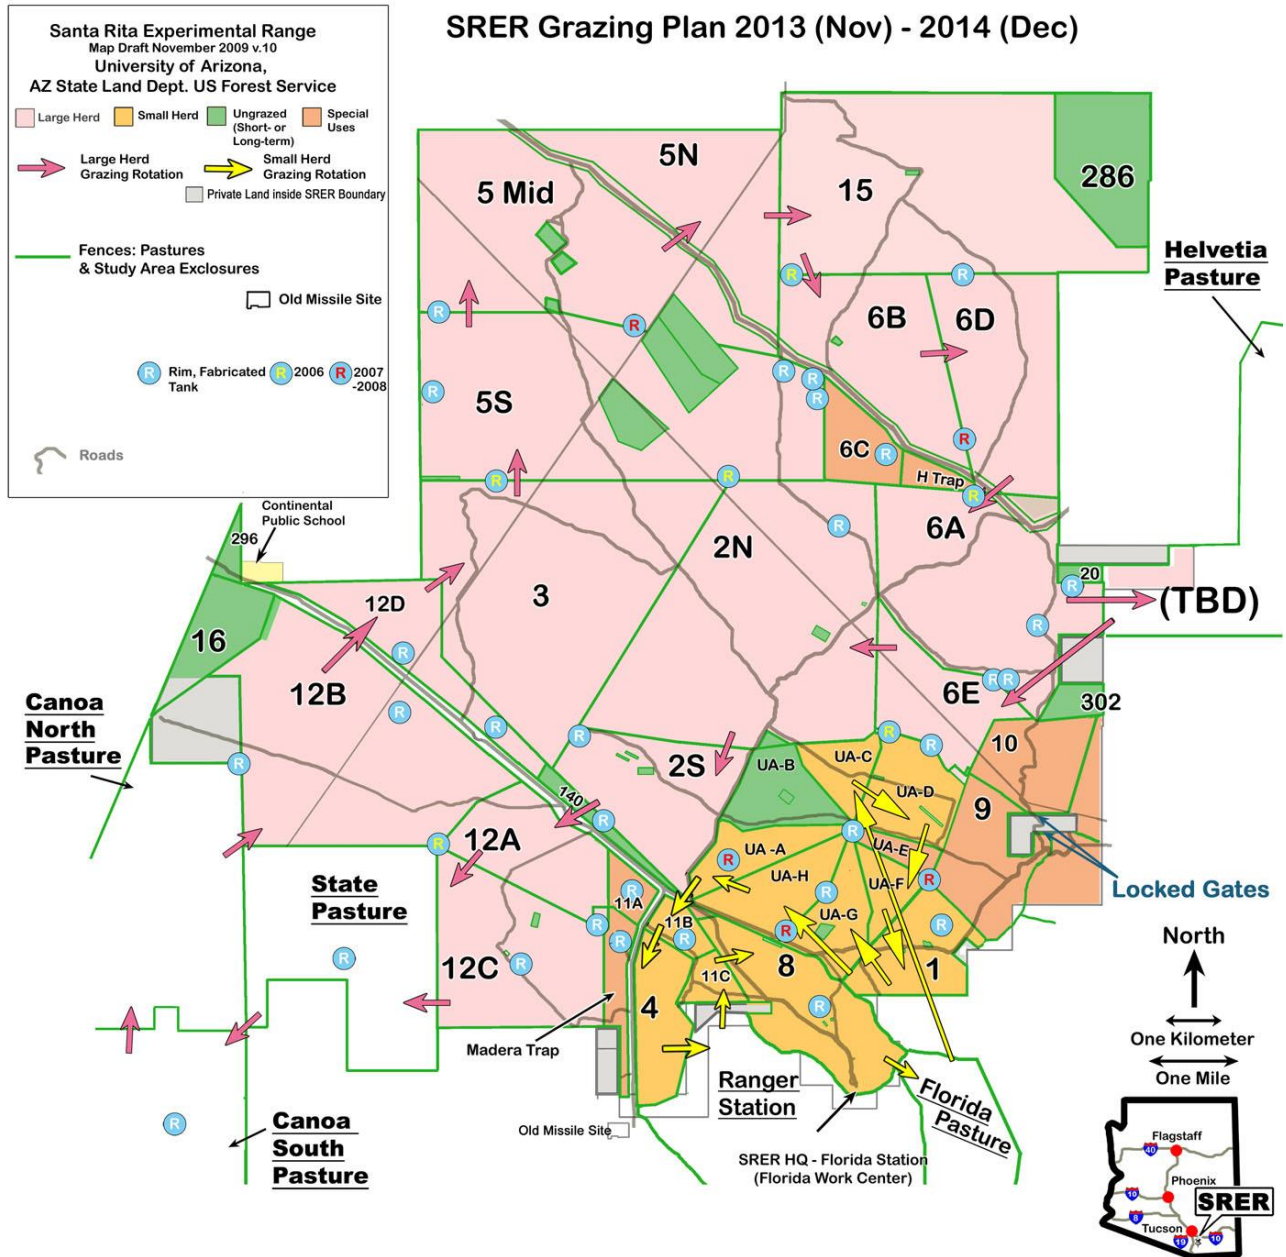 SRER Grazing Plan 2013 (Nov) - 2014 (Dec)
Santa Rita Experimental Range
Map Draft November 2009 v.10
University of Arizona,
AZ State Land Dept. US Forest Service
Large Herd
Small Herd
Ungrazed
(Short- or
Long-term)
Special
Uses
Large Herd
Grazing Rotation
Small Herd
Grazing Rotation
Private Land inside SRER Boundary
Fences: Pastures
& Study Area Exclosures
Old Missile Site
R Rim, Fabricated
Tank
R 2006
R 2007
-2008
Roads
5N
5 Mid
15
286
Helvetia
Pasture
R
R
6B
6D
R
R
R
R
R
R
5S
R
6C
R
R
H Trap
R
R
R
Continental
Public School
296
2N
R
6A
20
R
(TBD)
3
12D
16
R
R
12B
R
6E
R
R
302
Canoa
North
Pasture
R
R
R
R
10
R
R
2S
UA-B
UA-C
UA-D
140
9
R
12A
R
R
UA-E
UA -A
R
UA-H
UA-F
R
Locked Gates
State
Pasture
R
11A
R
11B
R
UA-G
R
R
R
R
R
12C
R
11C
8
1
North
4
R
One Kilometer
One Mile
Madera Trap
Ranger
Station
Florida
Pasture
R
Canoa
South
Pasture
Old Missile Site
SRER HQ - Florida Station
(Florida Work Center)
Flagstaff
40
Phoenix
10
SRER
8
Tucson
19
10